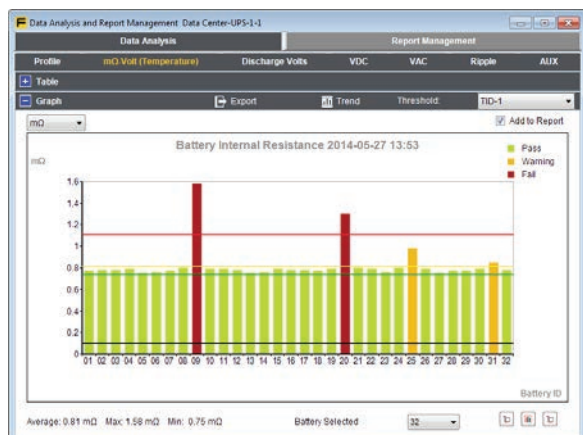 Data Analysis and Report Management Data Center-UPS-1-1
Data Analysis Report Management
Profile mΩ Volt (Temperature) Discharge Volts VDC VAC Ripple AUX
Table
Graph Export Trend Threshold: TID-1
mΩ Add to Report
Battery Internal Resistance 2014-05-27 13:53
mΩ
Pass
Warning
Fail
1.6
1.4
1.2
1
0.8
0.6
0.4
0.2
0
01 02 03 04 05 06 07 08 09 10 11 12 13 14 15 16 17 18 19 20 21 22 23 24 25 26 27 28 29 30 31 32
Battery ID
Average: 0.81 mΩ Max: 1.58 mΩ Min: 0.75 mΩ Battery Selected 32